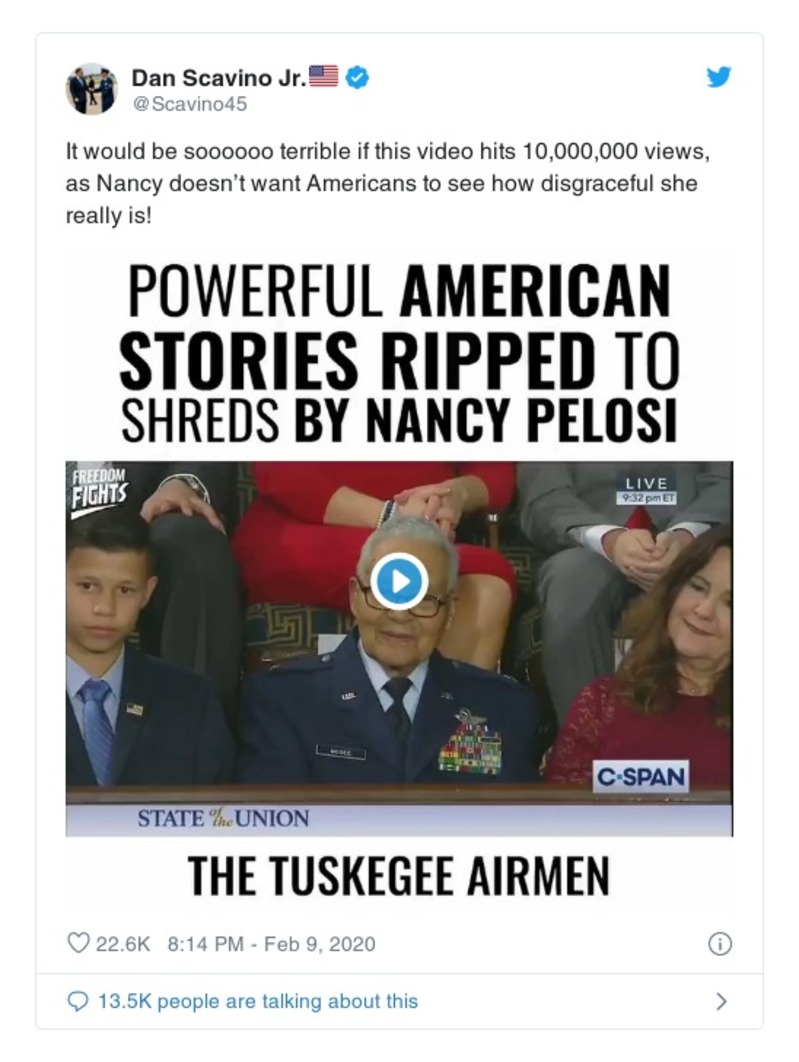 Dan Scavino Jr.🇺🇸
@Scavino45
It would be soooooo terrible if this video hits 10,000,000 views,
as Nancy doesn’t want Americans to see how disgraceful she
really is!
POWERFUL AMERICAN
STORIES RIPPED TO
SHREDS BY NANCY PELOSI
FREEDOM
FIGHTS
LIVE
9:32 pm ET
MCGEE
C-SPAN
STATE of the UNION
THE TUSKEGEE AIRMEN
22.6K 8:14 PM - Feb 9, 2020
13.5K people are talking about this